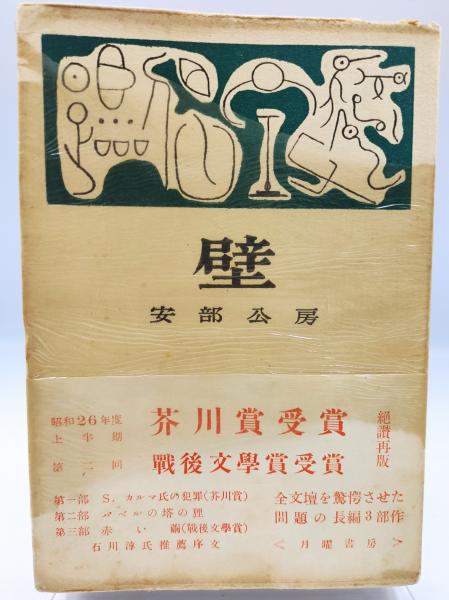 壁
安部公房
昭和26年度
上半期
芥川賞受賞
第二回
戰後文學賞受賞
絶讃再版
第一部 S・カルマ氏の犯罪(芥川賞)
第二部 バベルの塔の狸
第三部 赤い繭(戰後文學賞)
石川淳氏推薦序文
全文壇を驚愕させた
問題の長編3部作
＜月曜書房＞